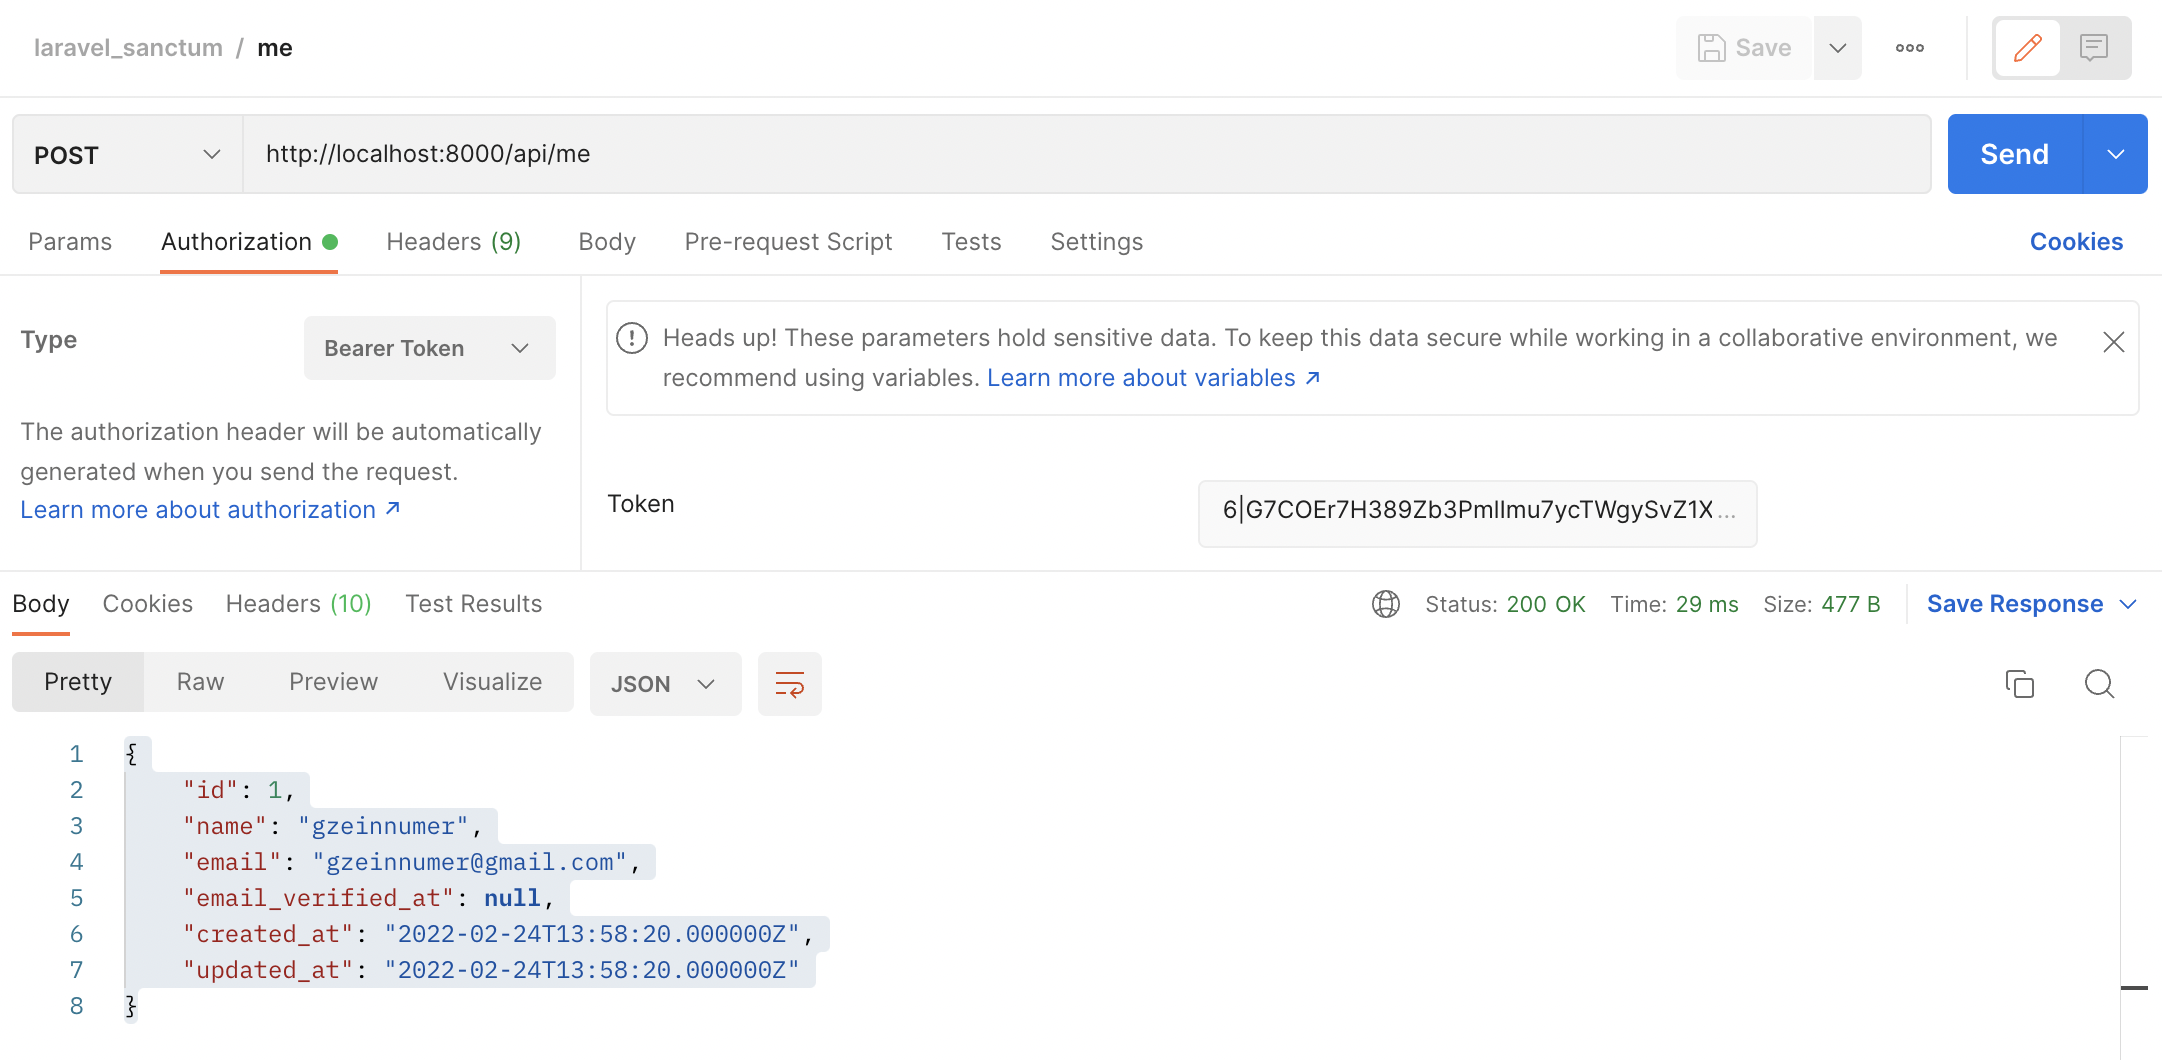 laravel_sanctum / me
Save
POST
http://localhost:8000/api/me
Send
Params Authorization Headers (9) Body Pre-request Script Tests Settings Cookies
Type
Bearer Token
The authorization header will be automatically
generated when you send the request.
Learn more about authorization ↗
Heads up! These parameters hold sensitive data. To keep this data secure while working in a collaborative environment, we
recommend using variables. Learn more about variables ↗
Token
6|G7COEr7H389Zb3PmlImu7ycTWgySvZ1X...
Body Cookies Headers (10) Test Results
Status: 200 OK Time: 29 ms Size: 477 B Save Response
Pretty Raw Preview Visualize JSON
1 {
2 "id": 1,
3 "name": "gzeinnumer",
4 "email": "gzeinnumer@gmail.com",
5 "email_verified_at": null,
6 "created_at": "2022-02-24T13:58:20.000000Z",
7 "updated_at": "2022-02-24T13:58:20.000000Z"
8 }